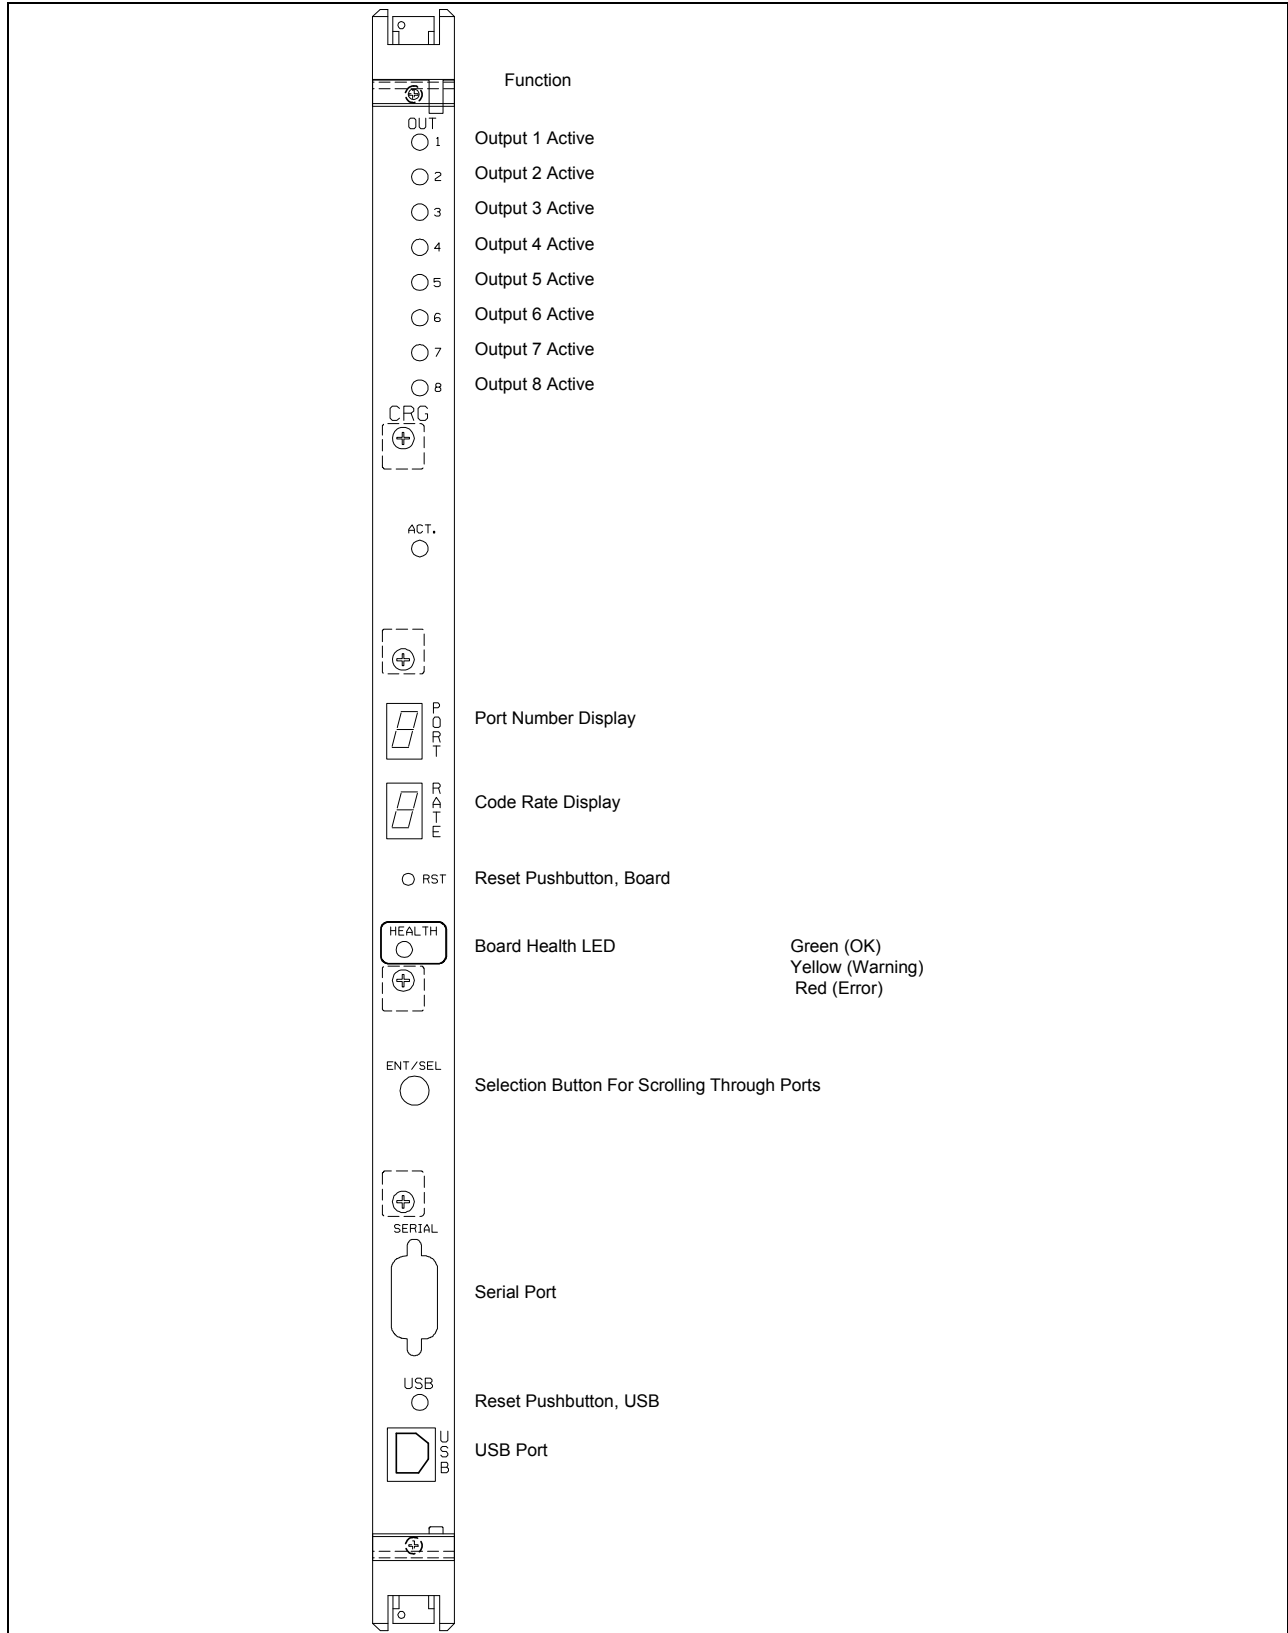 Function
OUT
1 Output 1 Active
2 Output 2 Active
3 Output 3 Active
4 Output 4 Active
5 Output 5 Active
6 Output 6 Active
7 Output 7 Active
8 Output 8 Active
CRG
ACT.
PORT Port Number Display
RATE Code Rate Display
RST Reset Pushbutton, Board
HEALTH
Board Health LED Green (OK)
Yellow (Warning)
Red (Error)
ENT/SEL
Selection Button For Scrolling Through Ports
SERIAL
Serial Port
USB
Reset Pushbutton, USB
USB USB Port